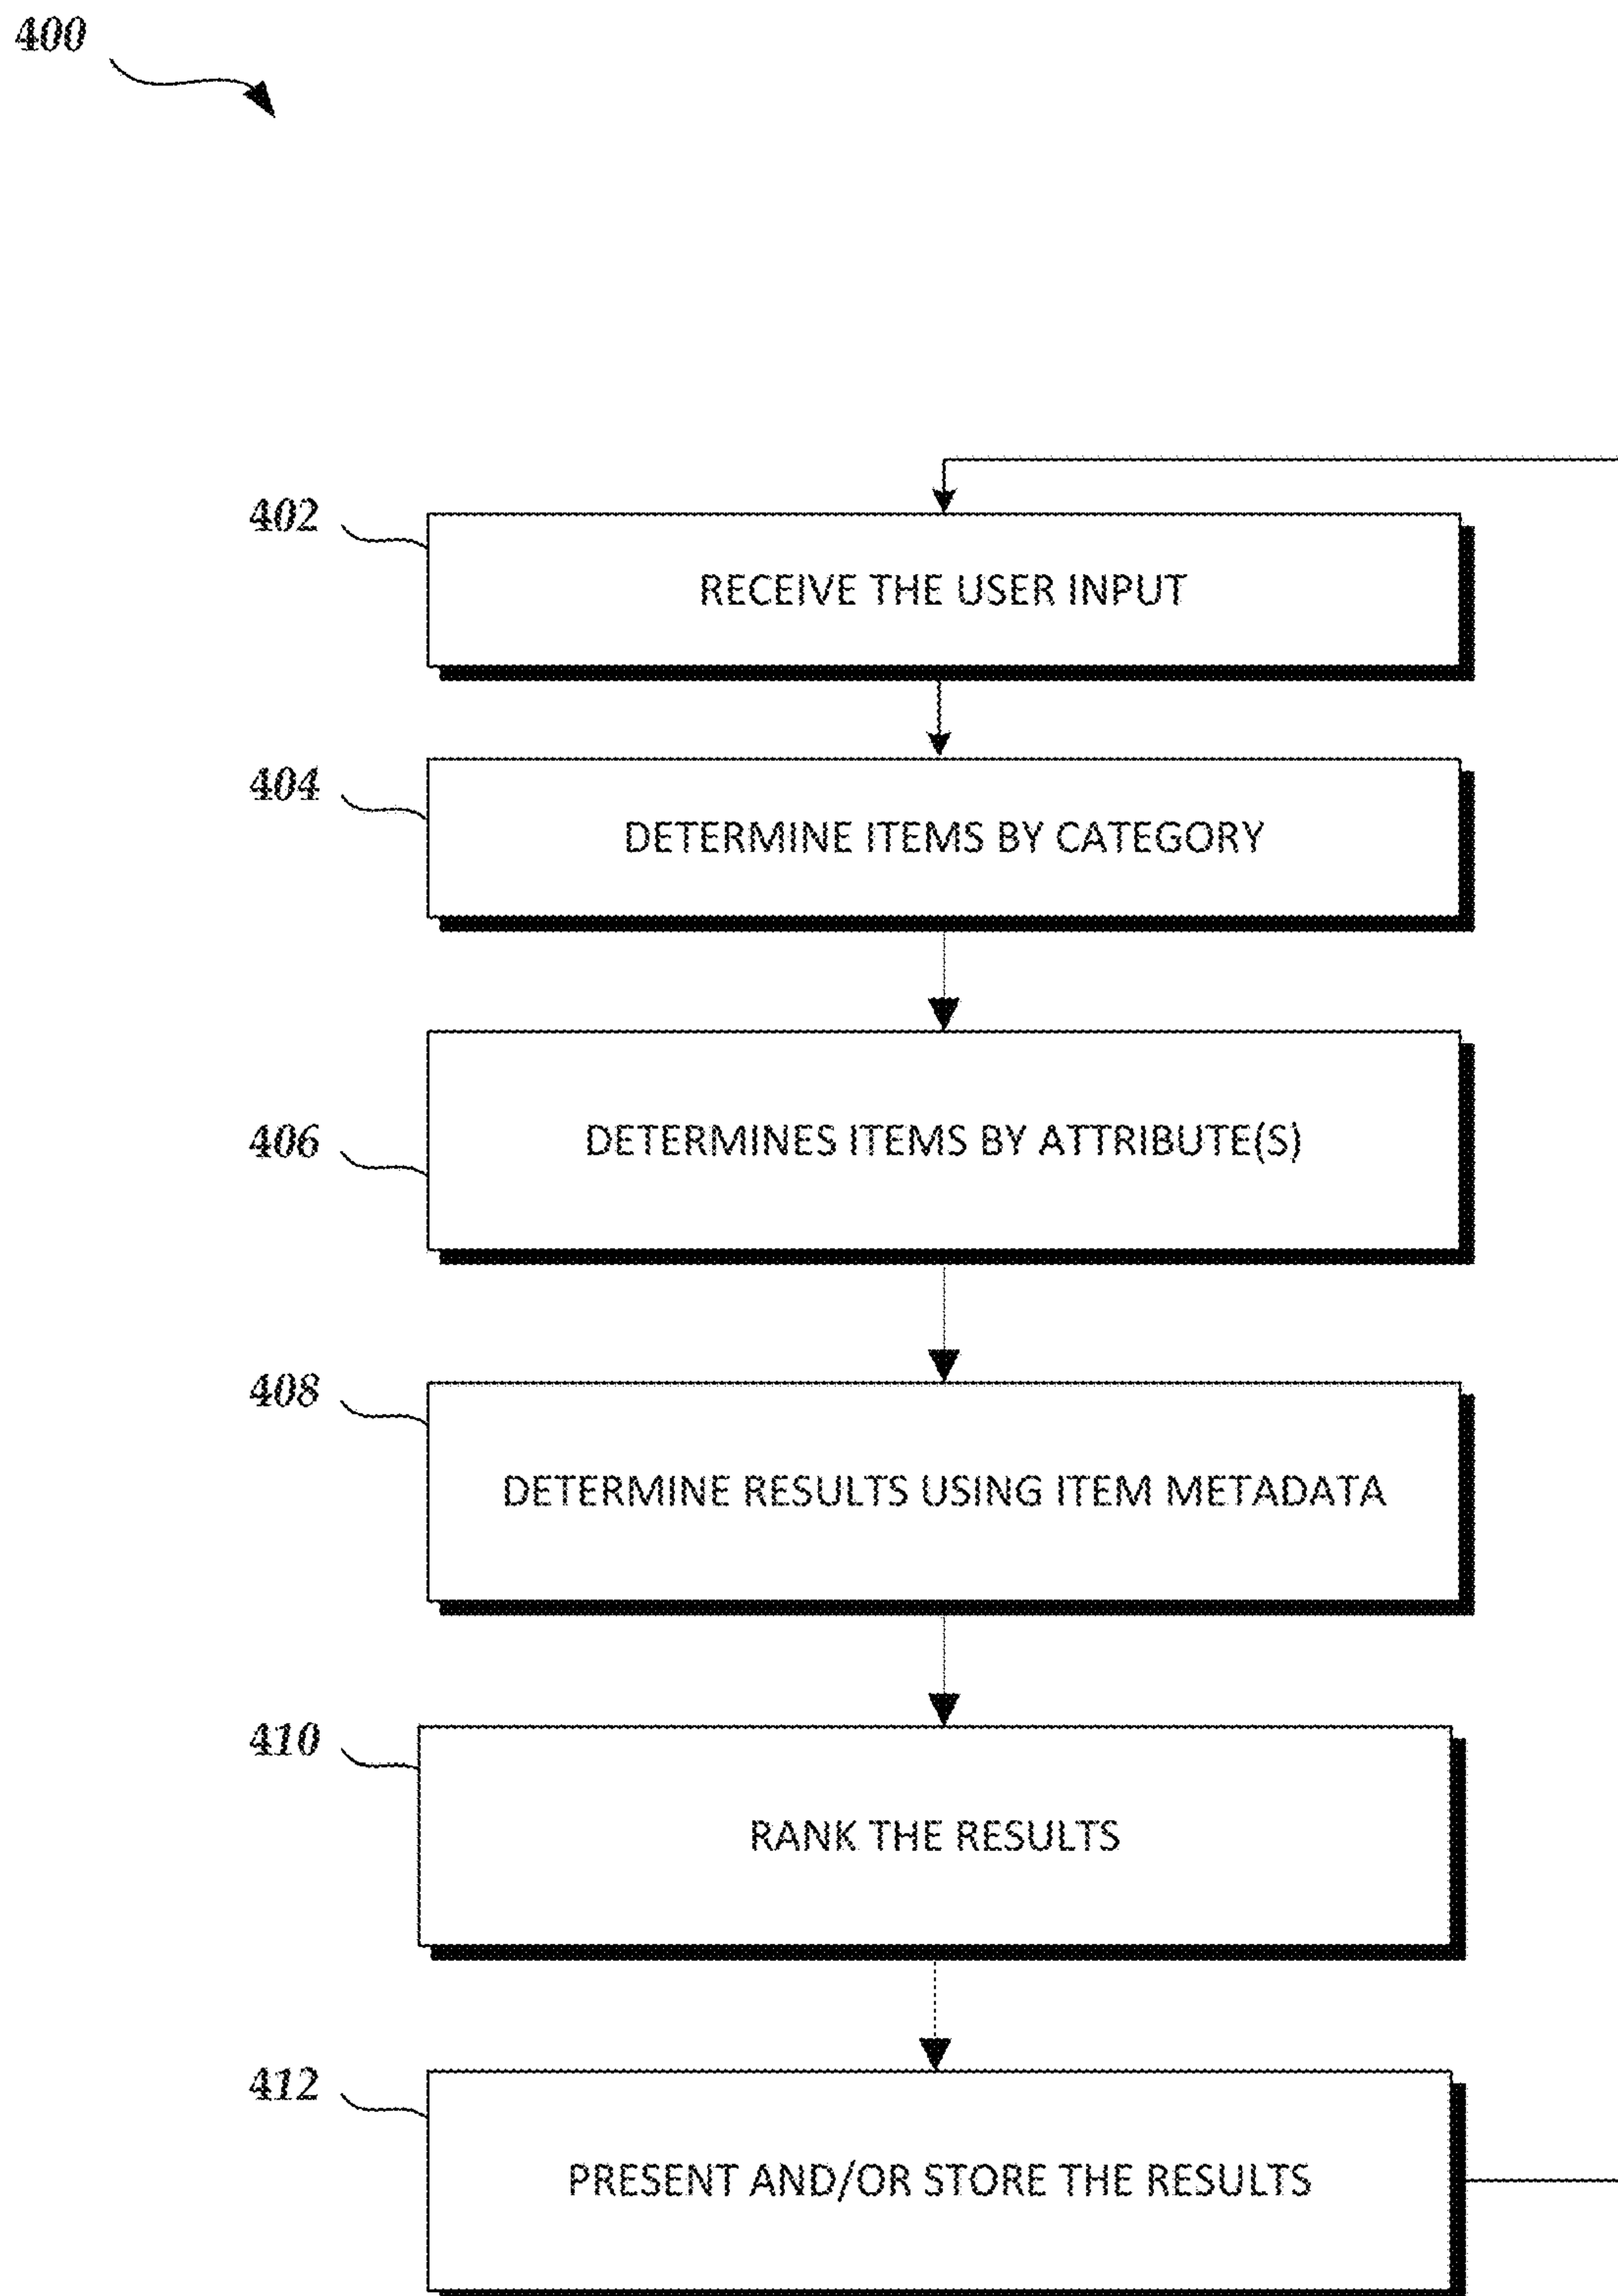 400
402
RECEIVE THE USER INPUT
404
DETERMINE ITEMS BY CATEGORY
406
DETERMINES ITEMS BY ATTRIBUTE(S)
408
DETERMINE RESULTS USING ITEM METADATA
410
RANK THE RESULTS
412
PRESENT AND/OR STORE THE RESULTS